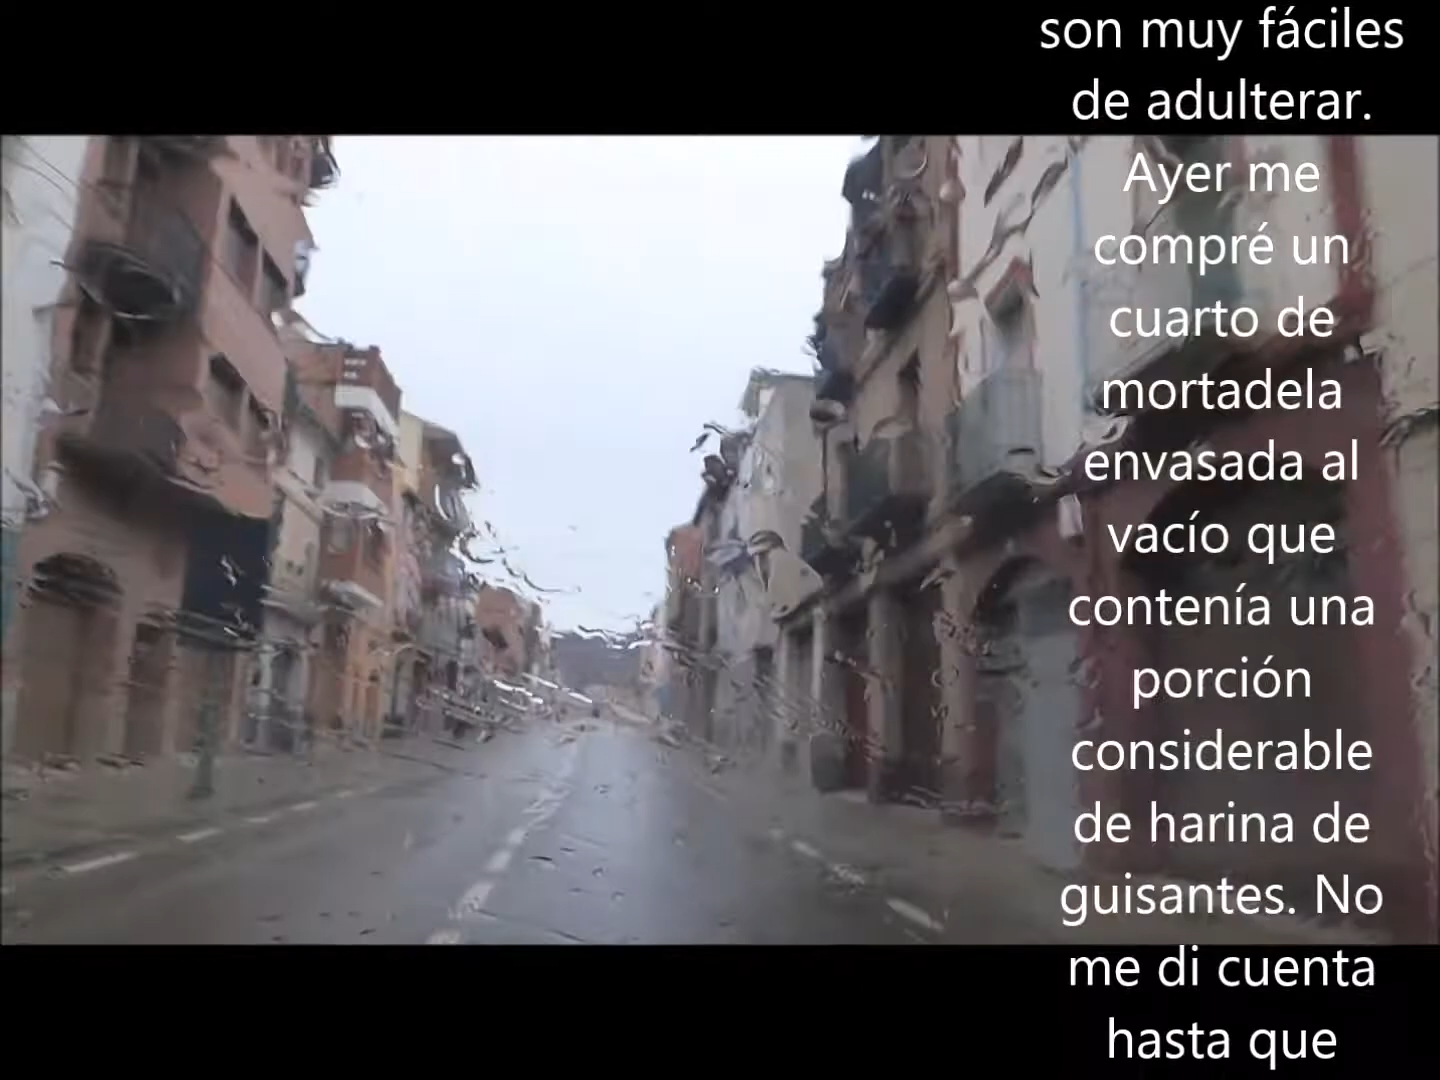 son muy fáciles
de adulterar.
Ayer me
compré un
cuarto de
mortadela
envasada al
vacío que
contenía una
porción
considerable
de harina de
guisantes. No
me di cuenta
hasta que